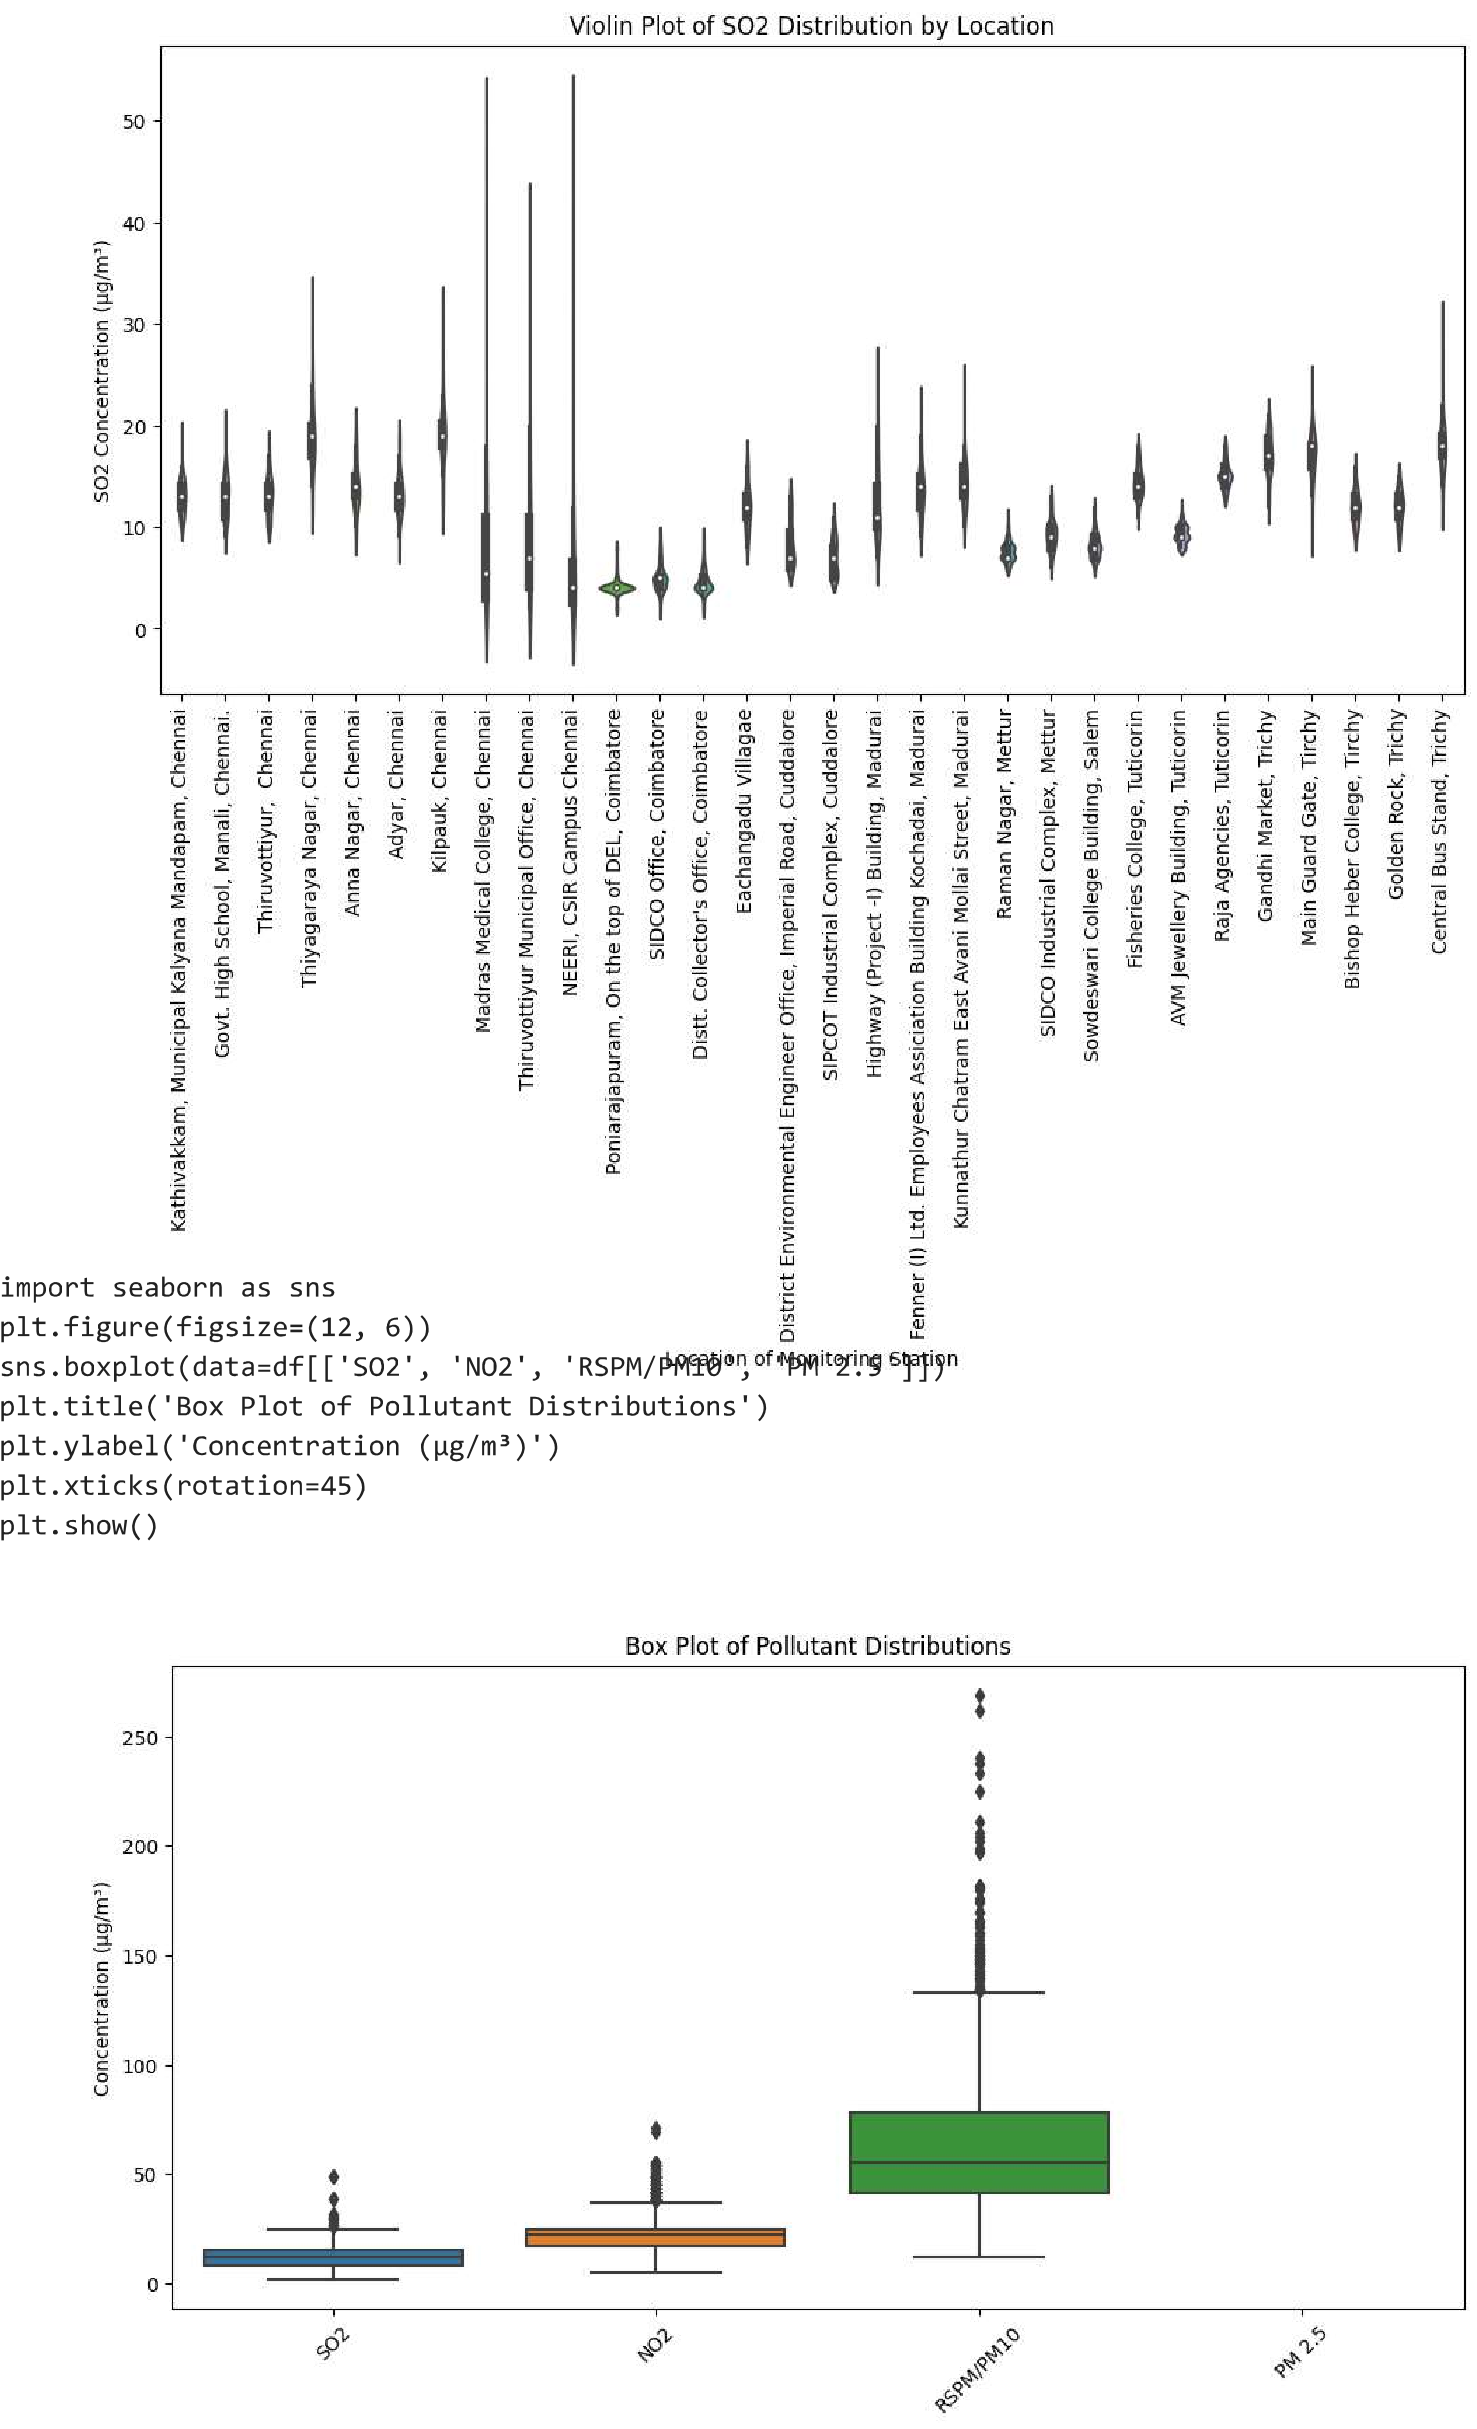 Violin Plot of SO2 Distribution by Location
SO2 Concentration (µg/m³)
50
40
30
20
10
0
Kathivakkam, Municipal Kalyana Mandapam, Chennai
Govt. High School, Manali, Chennai.
Thiruvottiyur,  Chennai
Thiyagaraya Nagar, Chennai
Anna Nagar, Chennai
Adyar, Chennai
Kilpauk, Chennai
Madras Medical College, Chennai
Thiruvottiyur Municipal Office, Chennai
NEERI, CSIR Campus Chennai
Poniarajapuram, On the top of DEL, Coimbatore
SIDCO Office, Coimbatore
Distt. Collector's Office, Coimbatore
Eachangadu Villagae
District Environmental Engineer Office, Imperial Road, Cuddalore
SIPCOT Industrial Complex, Cuddalore
Highway (Project -I) Building, Madurai
Fenner (I) Ltd. Employees Assiciation Building Kochadai, Madurai
Kunnathur Chatram East Avani Mollai Street, Madurai
Raman Nagar, Mettur
SIDCO Industrial Complex, Mettur
Sowdeswari College Building, Salem
Fisheries College, Tuticorin
AVM Jewellery Building, Tuticorin
Raja Agencies, Tuticorin
Gandhi Market, Trichy
Main Guard Gate, Tirchy
Bishop Heber College, Tirchy
Golden Rock, Trichy
Central Bus Stand, Trichy
Location of Monitoring Station
import seaborn as sns
plt.figure(figsize=(12, 6))
sns.boxplot(data=df[['SO2', 'NO2', 'RSPM/PM10', 'PM 2.5']])
plt.title('Box Plot of Pollutant Distributions')
plt.ylabel('Concentration (µg/m³)')
plt.xticks(rotation=45)
plt.show()
Box Plot of Pollutant Distributions
Concentration (µg/m³)
250
200
150
100
50
0
SO2
NO2
RSPM/PM10
PM 2.5